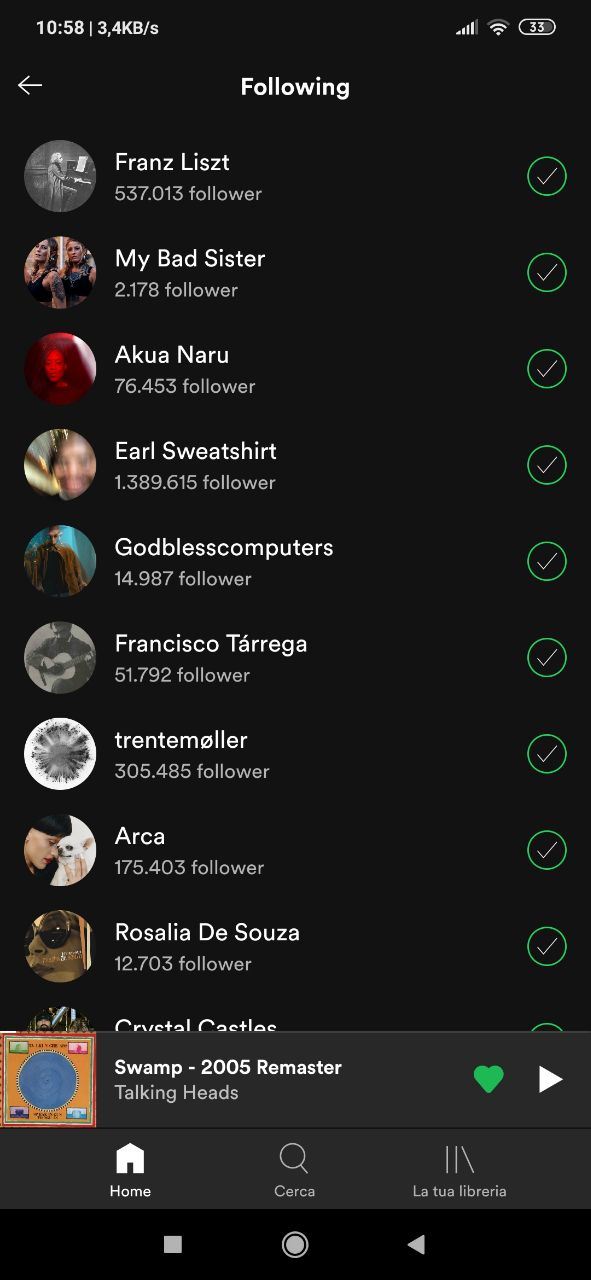 10:58 | 3,4KB/s
33
Following
Franz Liszt
537.013 follower
My Bad Sister
2.178 follower
Akua Naru
76.453 follower
Earl Sweatshirt
1.389.615 follower
Godblesscomputers
14.987 follower
Francisco Tárrega
51.792 follower
trentemøller
305.485 follower
Arca
175.403 follower
Rosalia De Souza
12.703 follower
Crystal Castles
Swamp - 2005 Remaster
Talking Heads
Home
Cerca
La tua libreria